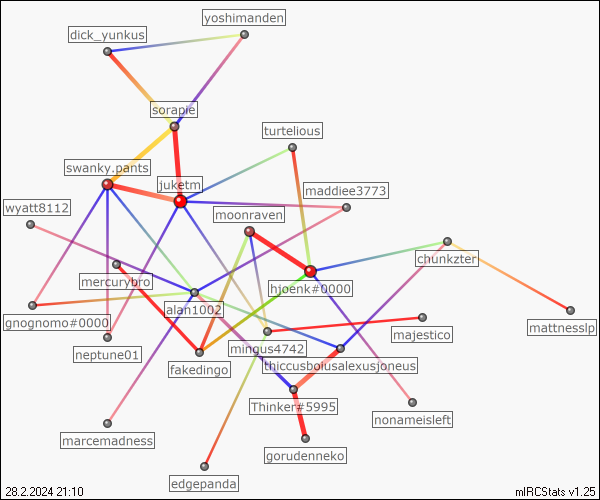 yoshimanden
dick_yunkus
sorapie
turtelious
swanky.pants
juketm
maddiee3773
wyatt8112
moonraven
chunkzter
mercurybro
hjoenk#0000
alan1002
gnognomo#0000
mattnesslp
majestico
neptune01
mingus4742
fakedingo
thiccusbolusalexusjoneus
Thinker#5995
nonameisleft
marcemadness
gorudenneko
edgepanda
28.2.2024 21:10
mIRCStats v1.25